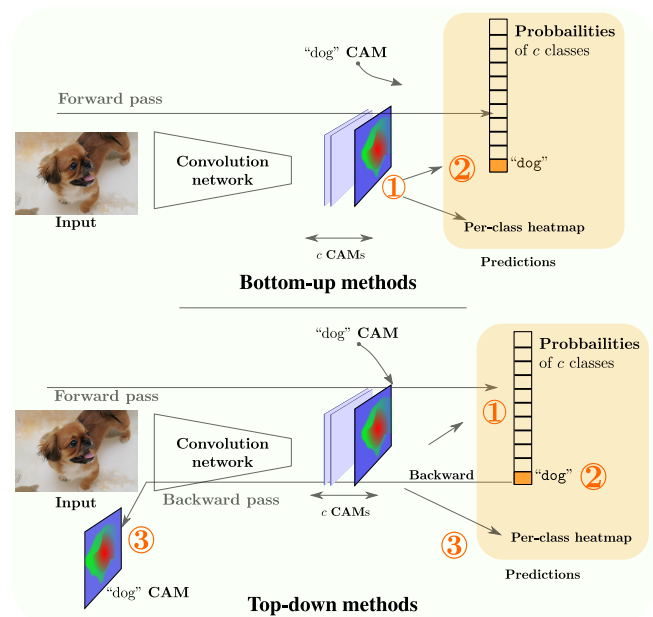 Probbailities
of c classes
"dog" CAM
Forward pass
Convolution
network
"dog"
②
①
Input
Per-class heatmap
c CAMs
Predictions
Bottom-up methods
"dog" CAM
Probbailities
of c classes
Forward pass
①
Convolution
network
"dog" ②
Backward
Input
Backward pass
c CAMs
③
③
Per-class heatmap
Predictions
"dog" CAM
Top-down methods